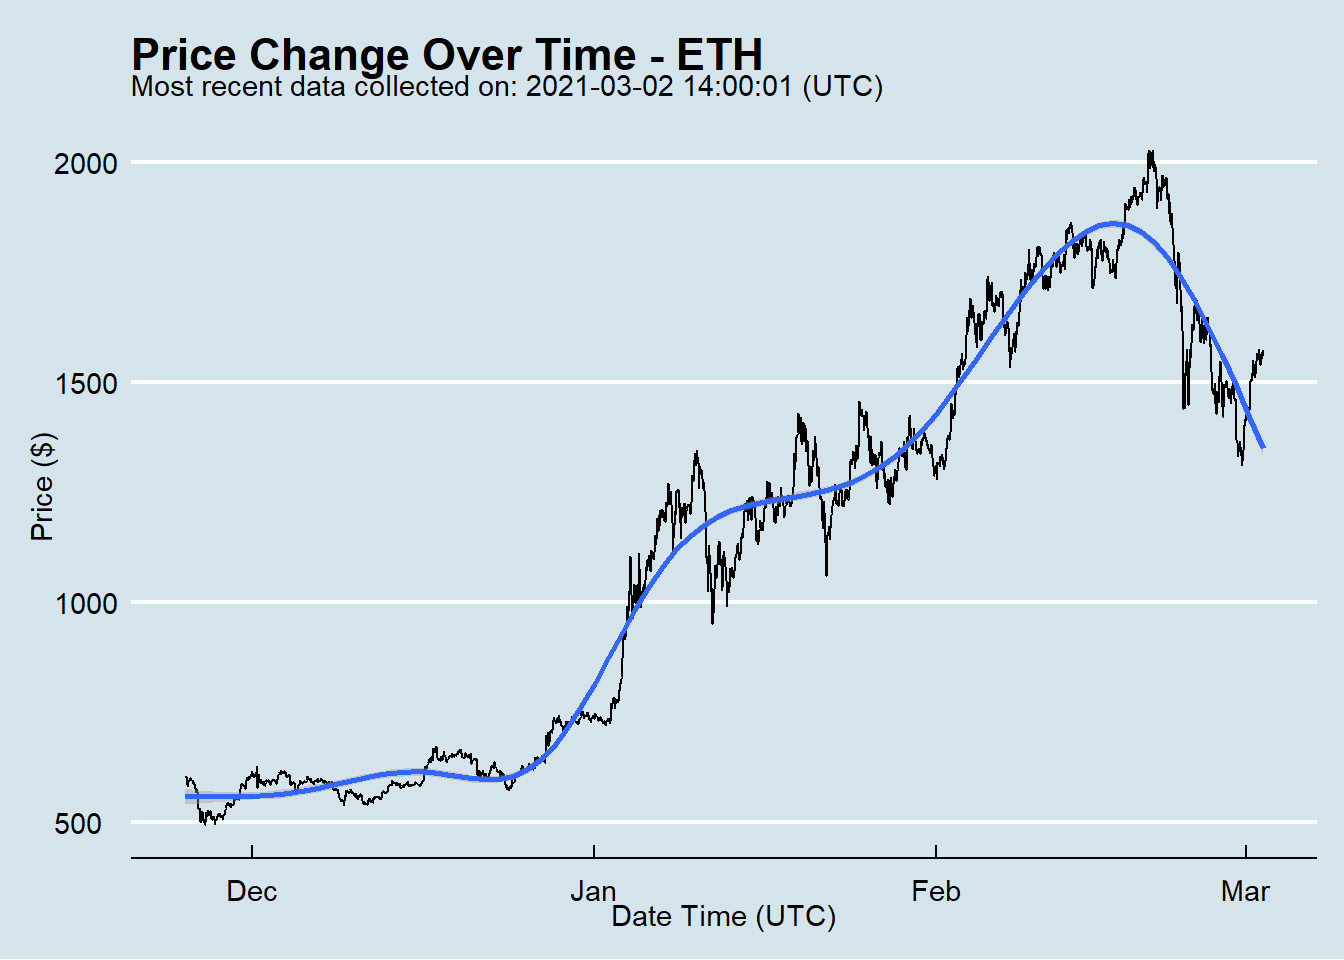 Price Change Over Time - ETH
Most recent data collected on: 2021-03-02 14:00:01 (UTC)
2000
1500
1000
500
Price ($)
Dec Jan Feb Mar
Date Time (UTC)